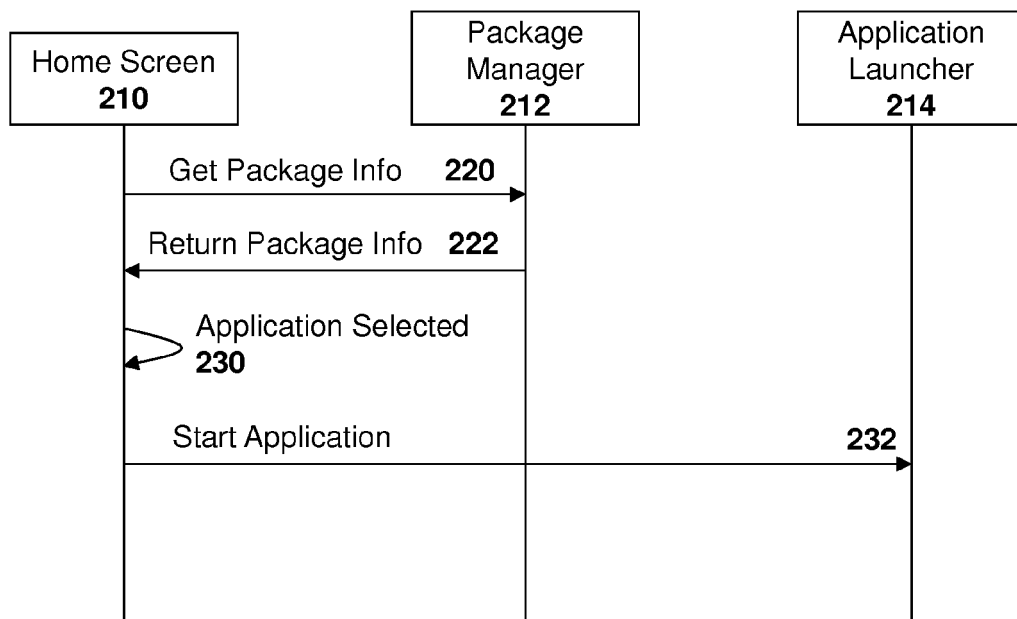 Home Screen
210
Package
Manager
212
Application
Launcher
214
Get Package Info 220
Return Package Info 222
Application Selected
230
Start Application 232